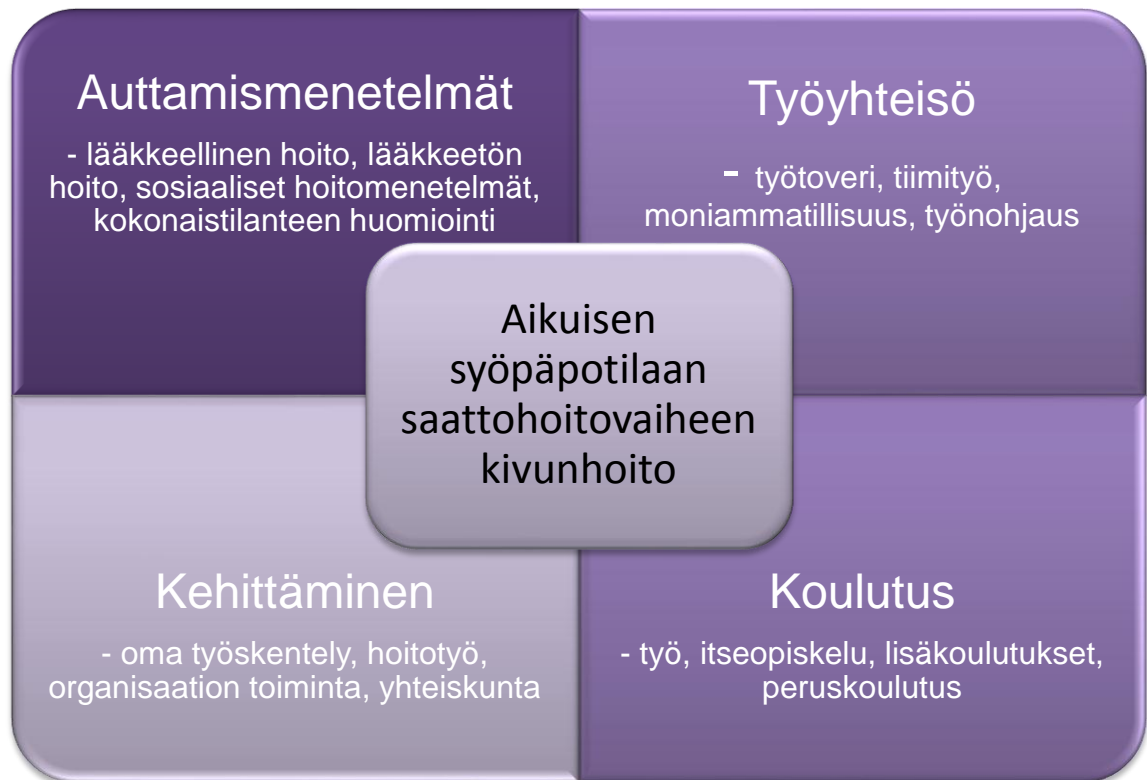 Auttamismenetelmät
- lääkkeellinen hoito, lääkkeetön
hoito, sosiaaliset hoitomenetelmät,
kokonaistilanteen huomiointi
Työyhteisö
- työtoveri, tiimityö,
moniammatillisuus, työnohjaus
Aikuisen
syöpäpotilaan
saattohoitovaiheen
kivunhoito
Kehittäminen
- oma työskentely, hoitotyö,
organisaation toiminta, yhteiskunta
Koulutus
- työ, itseopiskelu, lisäkoulutukset,
peruskoulutus